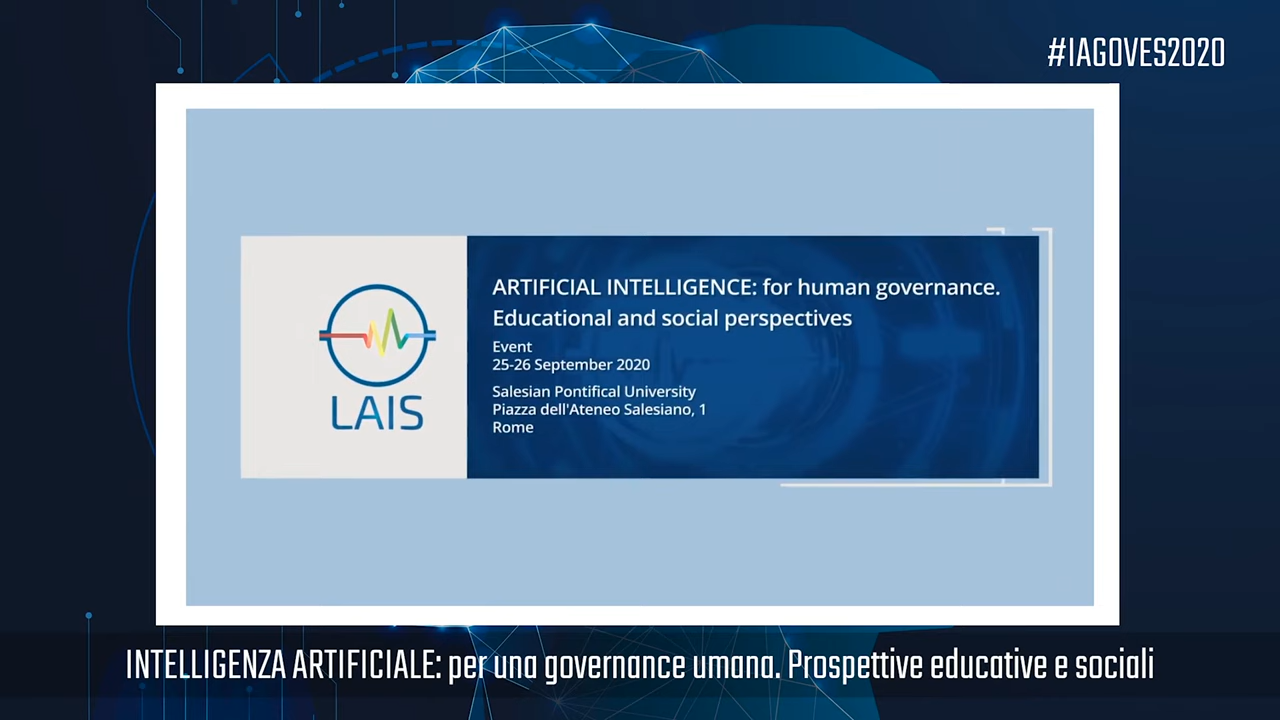 #IAGOVES2020
LAIS
ARTIFICIAL INTELLIGENCE: for human governance.
Educational and social perspectives
Event
25-26 September 2020
Salesian Pontifical University
Piazza dell'Ateneo Salesiano, 1
Rome
INTELLIGENZA ARTIFICIALE: per una governance umana. Prospettive educative e sociali